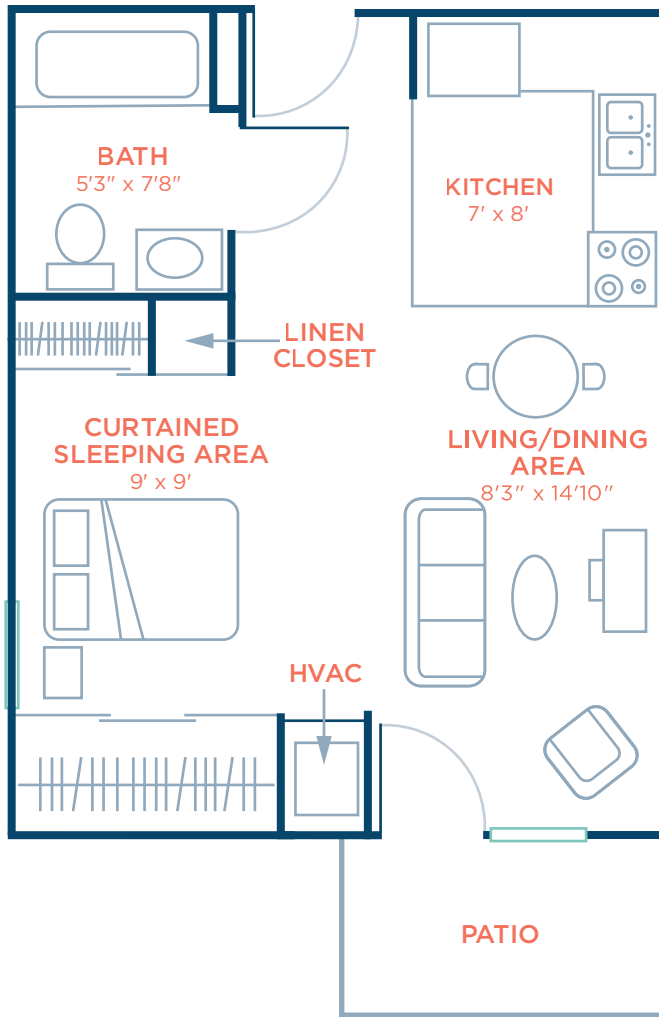 BATH
5'3" x 7'8"
KITCHEN
7' x 8'
LINEN
CLOSET
CURTAINED
SLEEPING AREA
9' x 9'
LIVING/DINING
AREA
8'3" x 14'10"
HVAC
PATIO